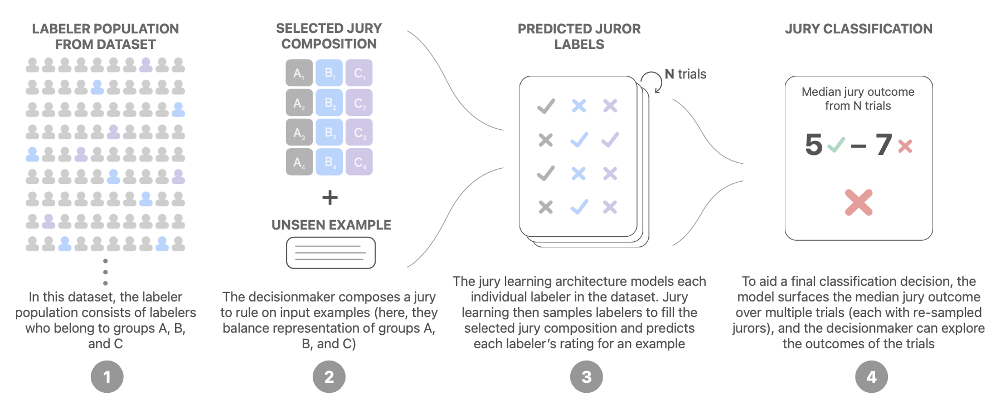 LABELER POPULATION
FROM DATASET
In this dataset, the labeler
population consists of labelers
who belong to groups A, B,
and C
1
SELECTED JURY
COMPOSITION
A1 B1 C1
A2 B2 C2
A3 B3 C3
A4 B4 C4
+
UNSEEN EXAMPLE
The decisionmaker composes a jury
to rule on input examples (here, they
balance representation of groups A,
B, and C)
2
PREDICTED JUROR
LABELS
N trials
The jury learning architecture models each
individual labeler in the dataset. Jury
learning then samples labelers to fill the
selected jury composition and predicts
each labeler’s rating for an example
3
JURY CLASSIFICATION
Median jury outcome
from N trials
5 ✓ – 7 ✗
To aid a final classification decision, the
model surfaces the median jury outcome
over multiple trials (each with re-sampled
jurors), and the decisionmaker can explore
the outcomes of the trials
4